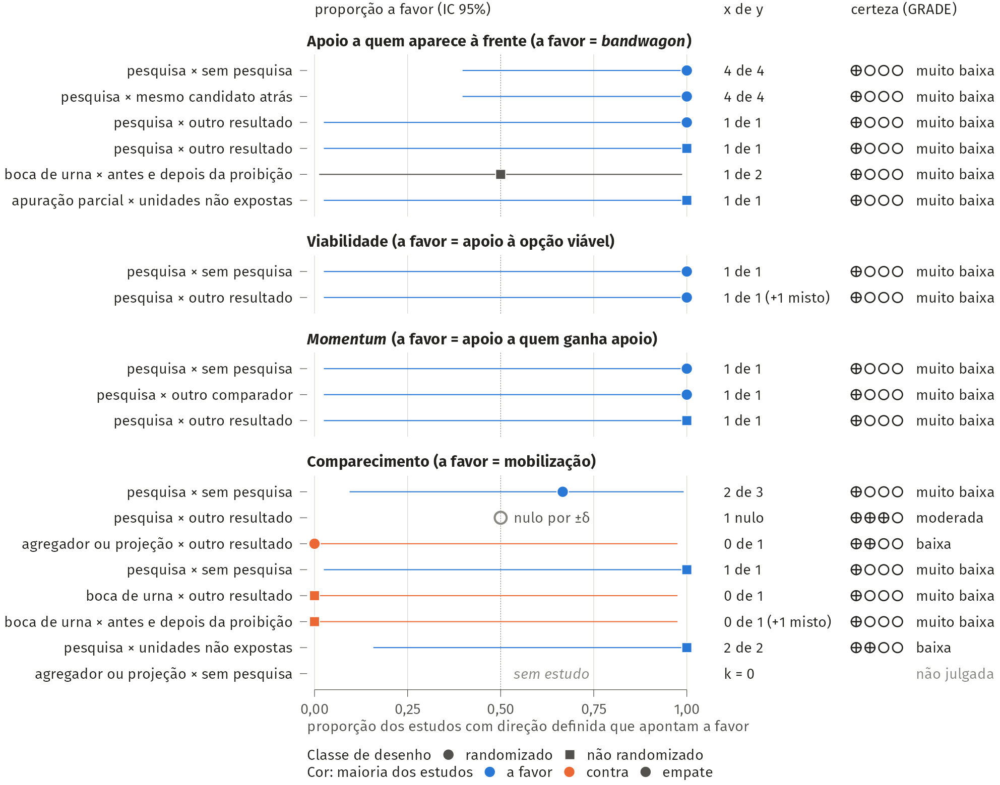 proporção a favor (IC 95%) x de y certeza (GRADE)
Apoio a quem aparece à frente (a favor = bandwagon)
pesquisa × sem pesquisa 4 de 4 ⊕○○○ muito baixa
pesquisa × mesmo candidato atrás 4 de 4 ⊕○○○ muito baixa
pesquisa × outro resultado 1 de 1 ⊕○○○ muito baixa
pesquisa × outro resultado 1 de 1 ⊕○○○ muito baixa
boca de urna × antes e depois da proibição 1 de 2 ⊕○○○ muito baixa
apuração parcial × unidades não expostas 1 de 1 ⊕○○○ muito baixa
Viabilidade (a favor = apoio à opção viável)
pesquisa × sem pesquisa 1 de 1 ⊕○○○ muito baixa
pesquisa × outro resultado 1 de 1 (+1 misto) ⊕○○○ muito baixa
Momentum (a favor = apoio a quem ganha apoio)
pesquisa × sem pesquisa 1 de 1 ⊕○○○ muito baixa
pesquisa × outro comparador 1 de 1 ⊕○○○ muito baixa
pesquisa × outro resultado 1 de 1 ⊕○○○ muito baixa
Comparecimento (a favor = mobilização)
pesquisa × sem pesquisa 2 de 3 ⊕○○○ muito baixa
pesquisa × outro resultado nulo por ±δ 1 nulo ⊕⊕⊕○ moderada
agregador ou projeção × outro resultado 0 de 1 ⊕⊕○○ baixa
pesquisa × sem pesquisa 1 de 1 ⊕○○○ muito baixa
boca de urna × outro resultado 0 de 1 ⊕○○○ muito baixa
boca de urna × antes e depois da proibição 0 de 1 (+1 misto) ⊕○○○ muito baixa
pesquisa × unidades não expostas 2 de 2 ⊕⊕○○ baixa
agregador ou projeção × sem pesquisa sem estudo k = 0 não julgada
0,00 0,25 0,50 0,75 1,00
proporção dos estudos com direção definida que apontam a favor
Classe de desenho randomizado não randomizado
Cor: maioria dos estudos a favor contra empate